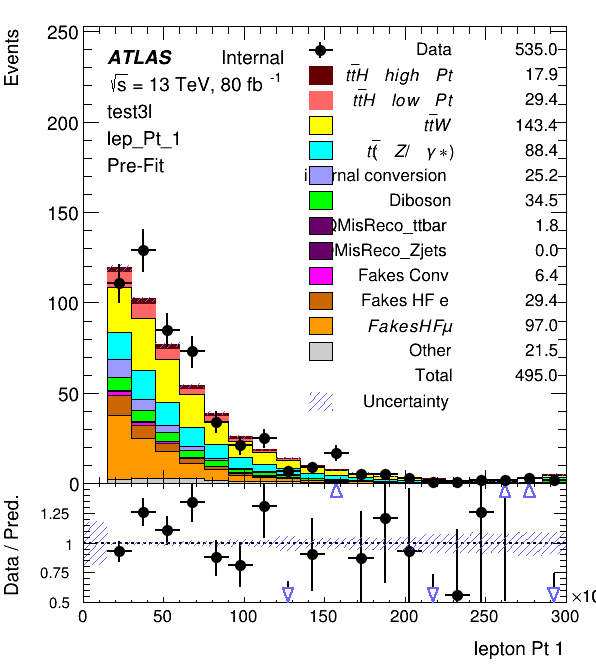 Events
250
200
150
100
50
0
ATLAS Internal
√s = 13 TeV, 80 fb -1
test3l
lep_Pt_1
Pre-Fit
Data 535.0
tt̄H high Pt 17.9
tt̄H low Pt 29.4
tt̄W 143.4
tt̄( Z/ γ*) 88.4
conversion 25.2
Diboson 34.5
QMisReco_ttbar 1.8
QMisReco_Zjets 0.0
Fakes Conv 6.4
Fakes HF e 29.4
FakesHFμ 97.0
Other 21.5
Total 495.0
Uncertainty
Data / Pred.
1.25
1
0.75
0.5
0 50 100 150 200 250 300
×10
lepton Pt 1